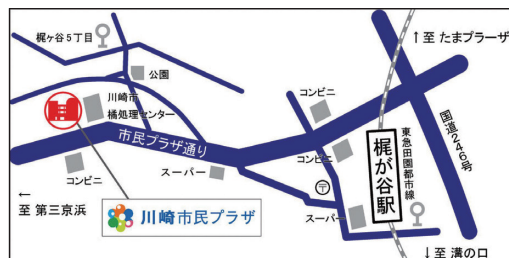 梶ヶ谷5丁目
公園
川崎市
橘処理センター
市民プラザ通り
コンビニ
スーパー
←
至 第三京浜
川崎市民プラザ
コンビニ
コンビニ
〒
スーパー
梶が谷駅
東急田園都市線
国道246号
↑至 たまプラーザ
↓至 溝の口